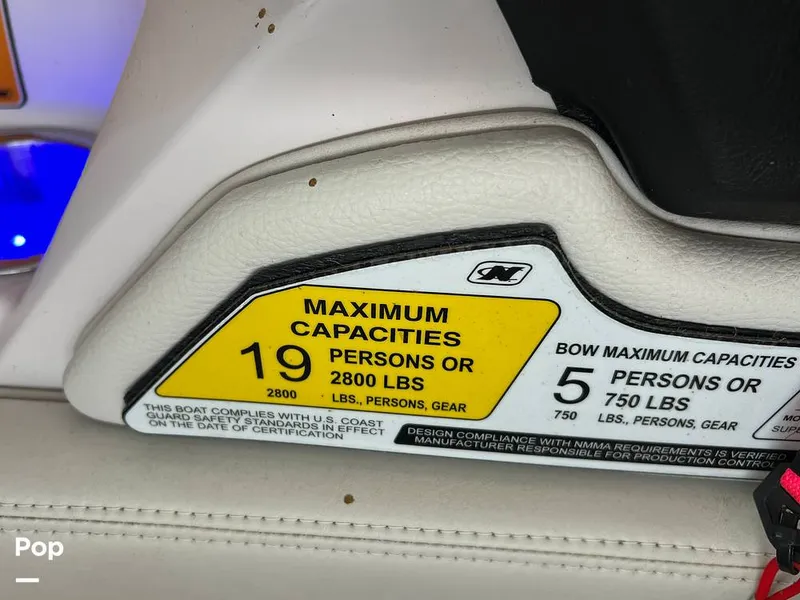 N
MAXIMUM
CAPACITIES
19 PERSONS OR
2800 LBS
2800 LBS., PERSONS, GEAR
THIS BOAT COMPLIES WITH U.S. COAST
GUARD SAFETY STANDARDS IN EFFECT
ON THE DATE OF CERTIFICATION
BOW MAXIMUM CAPACITIES
5 PERSONS OR
750 LBS
750 LBS., PERSONS, GEAR
DESIGN COMPLIANCE WITH NMMA REQUIREMENTS IS VERIFIED
MANUFACTURER RESPONSIBLE FOR PRODUCTION CONTROL
Pop